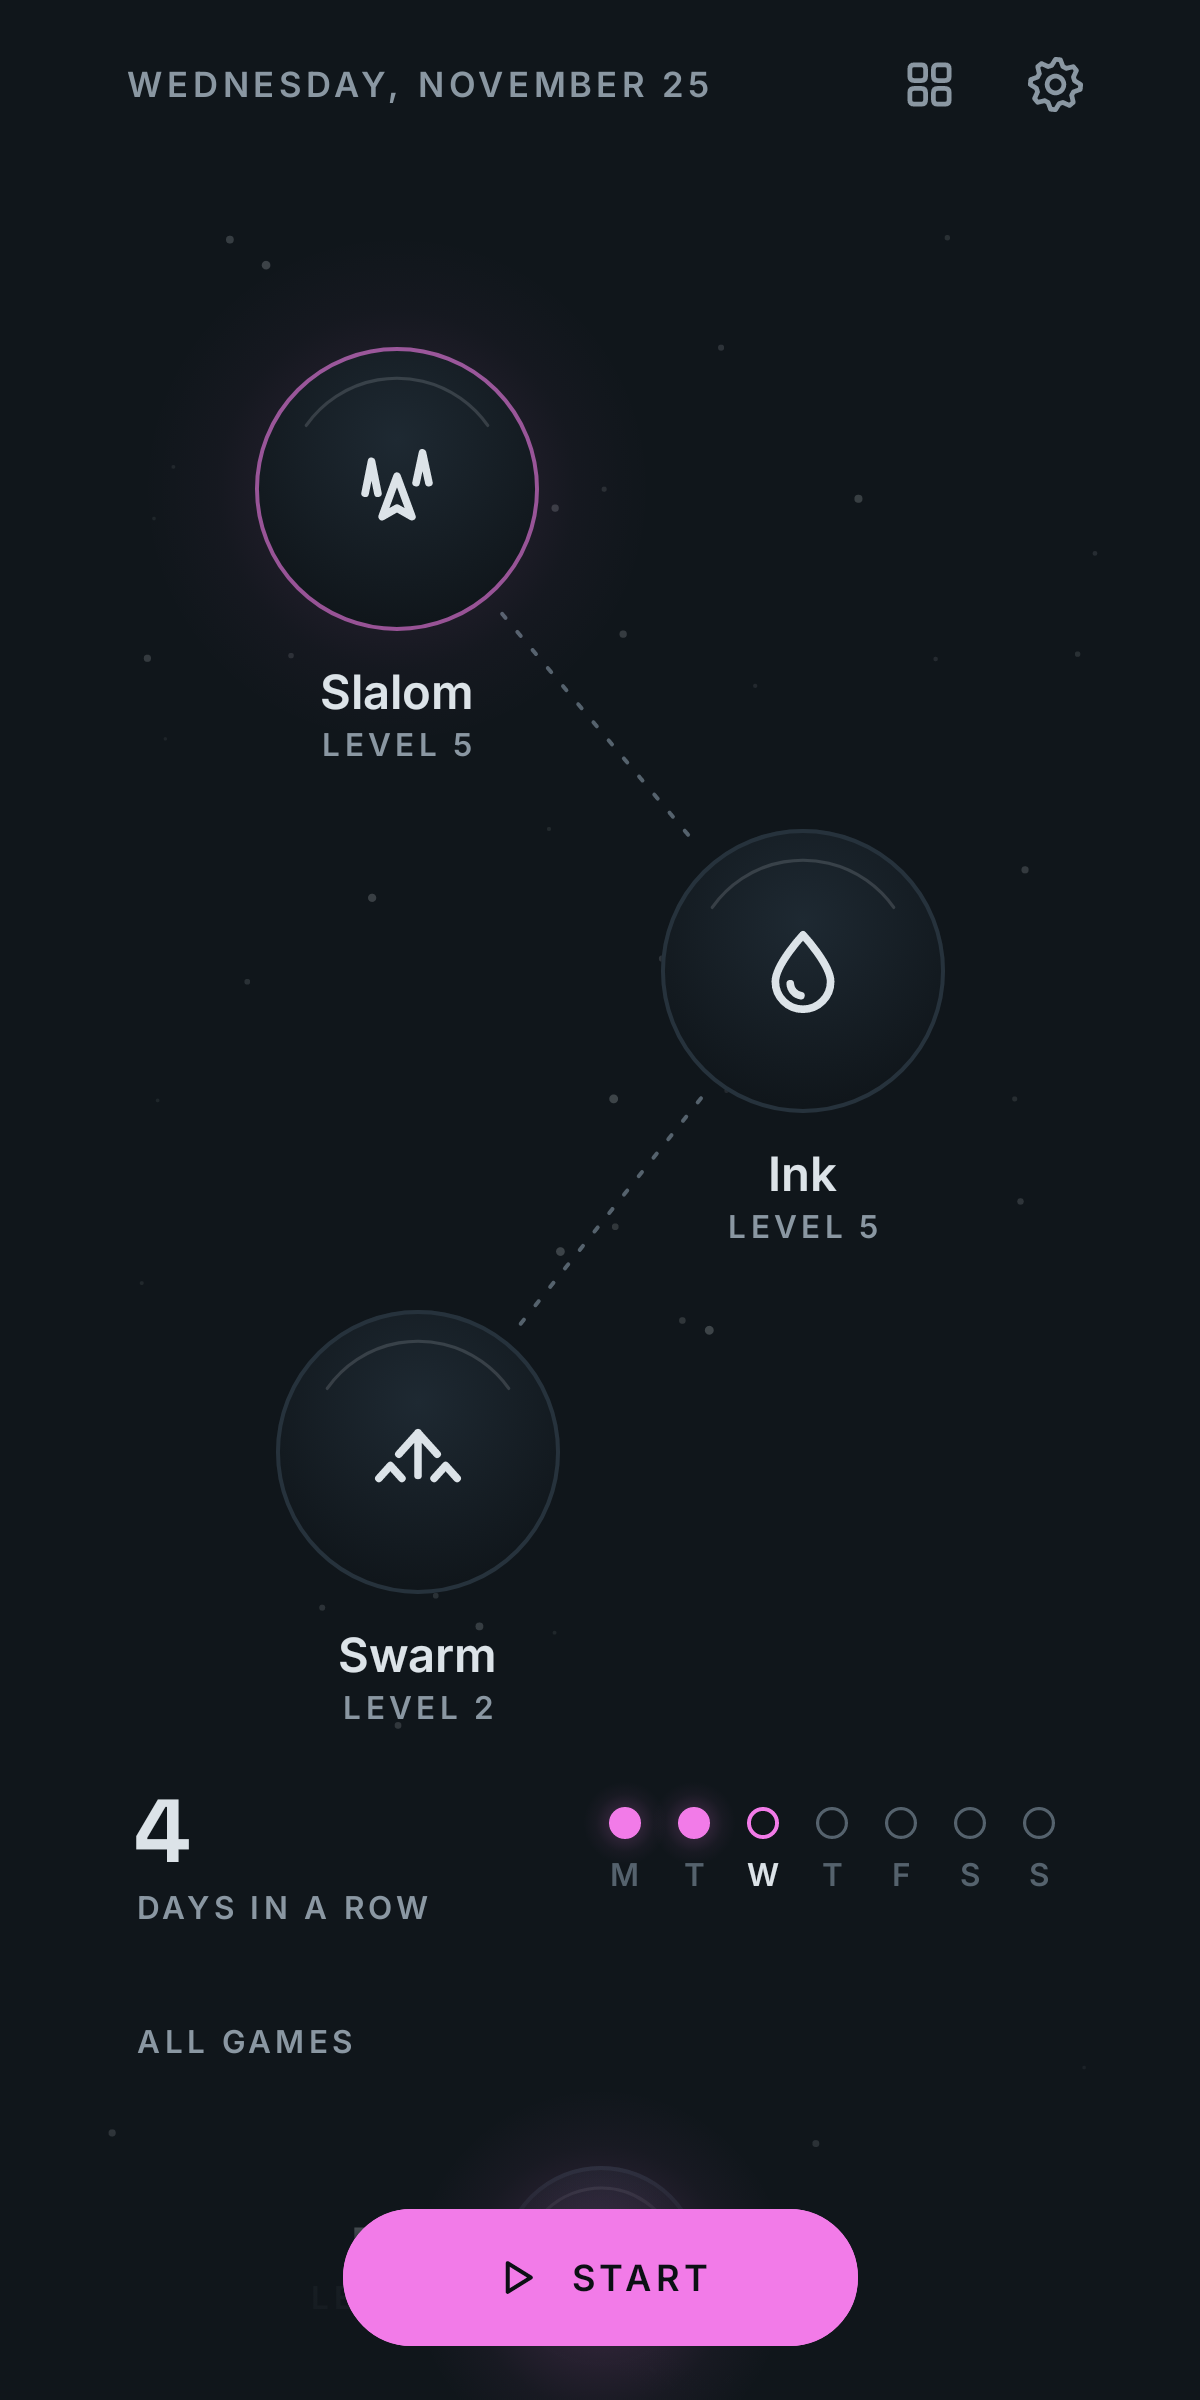 WEDNESDAY, NOVEMBER 25
Slalom
LEVEL 5
Ink
LEVEL 5
Swarm
LEVEL 2
4
DAYS IN A ROW
M T W T F S S
ALL GAMES
START